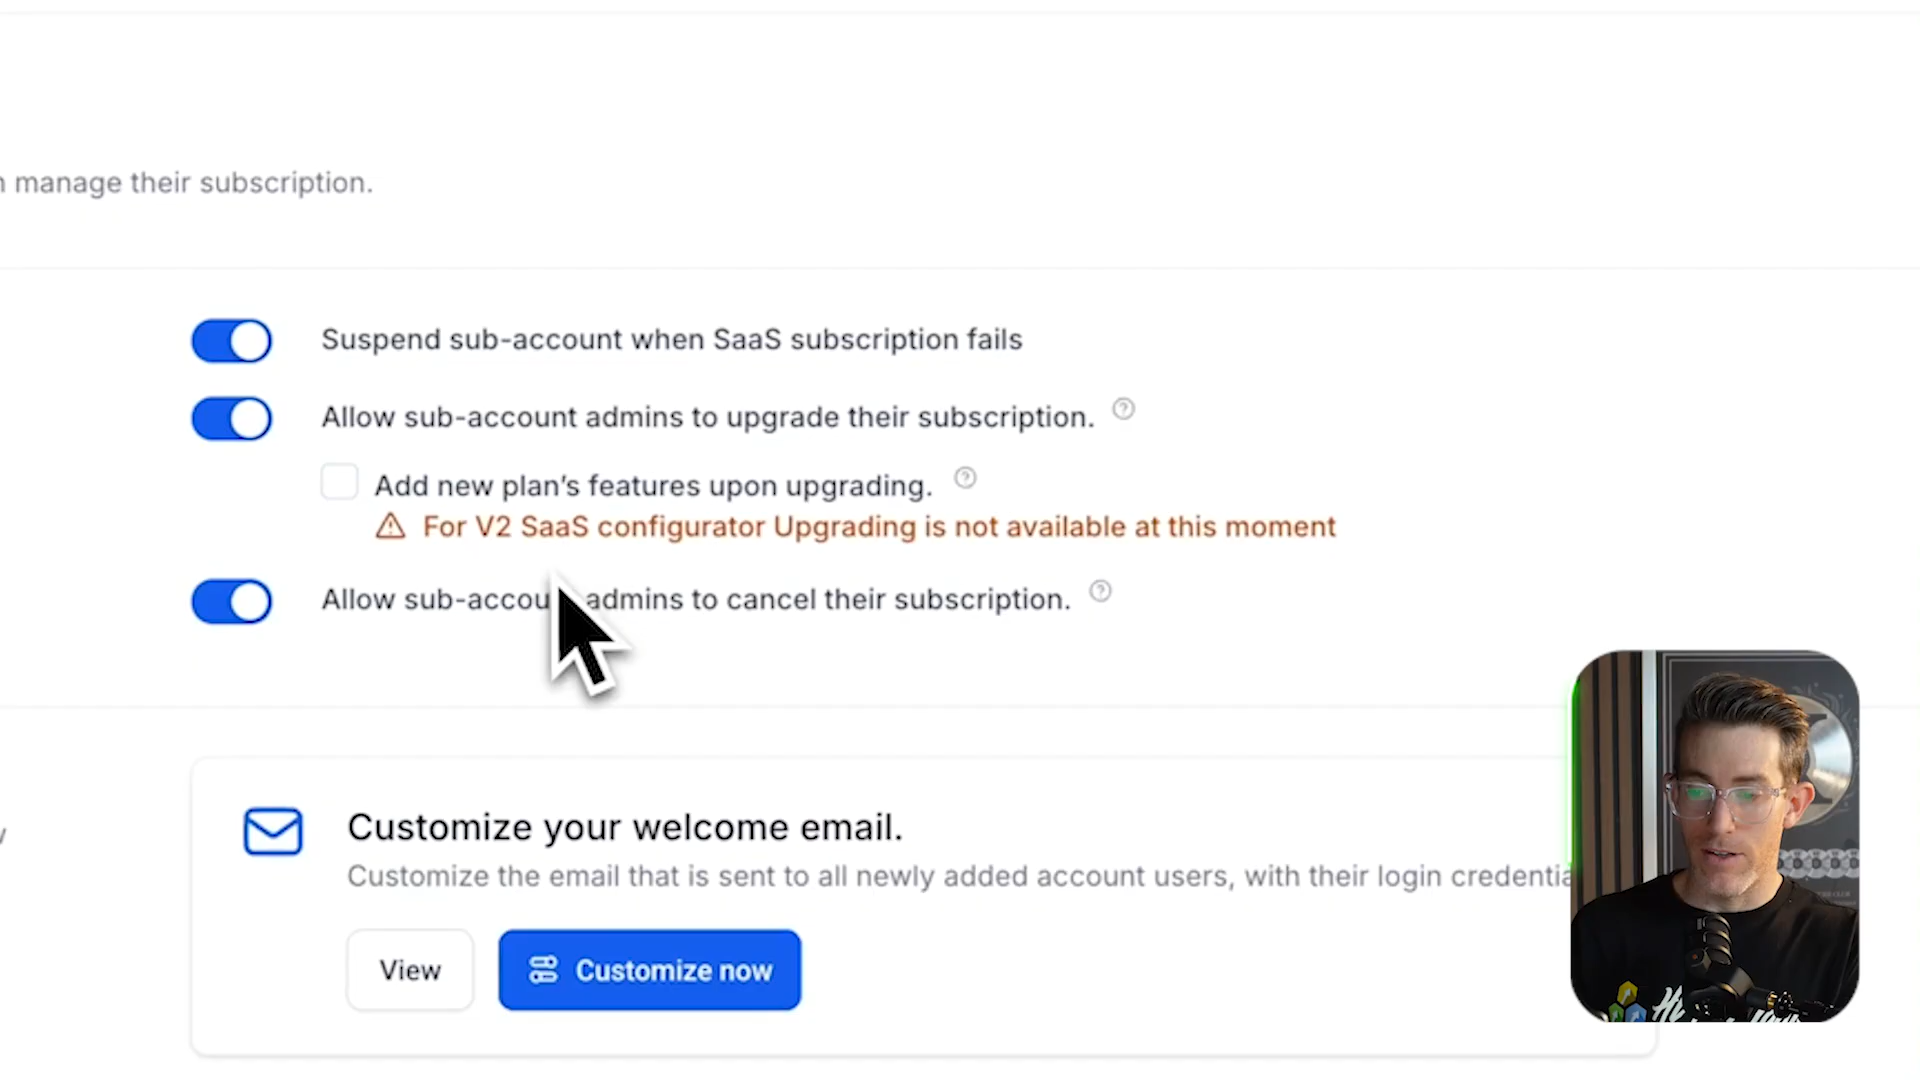 manage their subscription.
Suspend sub-account when SaaS subscription fails
Allow sub-account admins to upgrade their subscription.
Add new plan's features upon upgrading.
For V2 SaaS configurator Upgrading is not available at this moment
Allow sub-accou admins to cancel their subscription.
Customize your welcome email.
Customize the email that is sent to all newly added account users, with their login credentia
View
Customize now